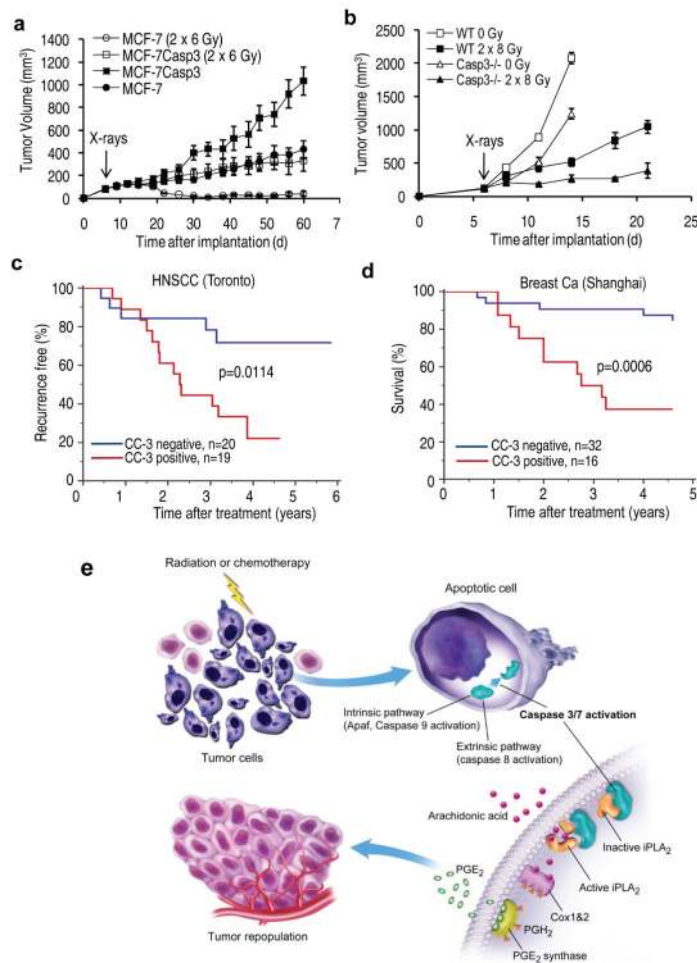 a
Tumor Volume (mm³)
1400
1200
1000
800
600
400
200
0
MCF-7 (2 x 6 Gy)
MCF-7Casp3 (2 x 6 Gy)
MCF-7Casp3
MCF-7
X-rays
0 10 20 30 40 50 60 7
Time after implantation (d)
b
Tumor volume (mm³)
2500
2000
1500
1000
500
0
WT 0 Gy
WT 2 x 8 Gy
Casp3-/- 0 Gy
Casp3-/- 2 x 8 Gy
X-rays
0 5 10 15 20 25
Time after implantation (d)
c
HNSCC (Toronto)
Recurrence free (%)
100
80
60
40
20
p=0.0114
CC-3 negative, n=20
CC-3 positive, n=19
0 1 2 3 4 5 6
Time after treatment (years)
d
Breast Ca (Shanghai)
Survival (%)
100
80
60
40
20
0
p=0.0006
CC-3 negative, n=32
CC-3 positive, n=16
0 1 2 3 4 5
Time after treatment (years)
e
Radiation or chemotherapy
Tumor cells
Apoptotic cell
Intrinsic pathway
(Apaf, Caspase 9 activation)
Caspase 3/7 activation
Extrinsic pathway
(caspase 8 activation)
Arachidonic acid
Inactive iPLA₂
Active iPLA₂
PGE₂
Cox1&2
PGH₂
PGE₂ synthase
Tumor repopulation